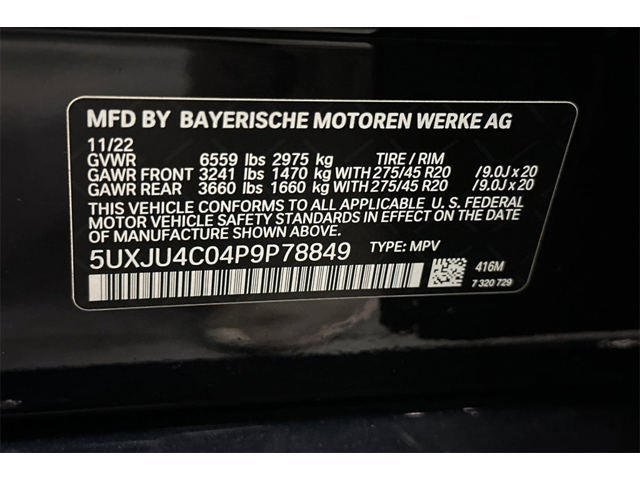 MFD BY BAYERISCHE MOTOREN WERKE AG
11/22
GVWR 6559 lbs 2975 kg TIRE / RIM
GAWR FRONT 3241 lbs 1470 kg WITH 275/45 R20 / 9.0J x 20
GAWR REAR 3660 lbs 1660 kg WITH 275/45 R20 / 9.0J x 20
THIS VEHICLE CONFORMS TO ALL APPLICABLE U. S. FEDERAL
MOTOR VEHICLE SAFETY STANDARDS IN EFFECT ON THE DATE
OF MANUFACTURE SHOWN ABOVE.
5UXJU4C04P9P78849 TYPE: MPV
416M
7 320 729